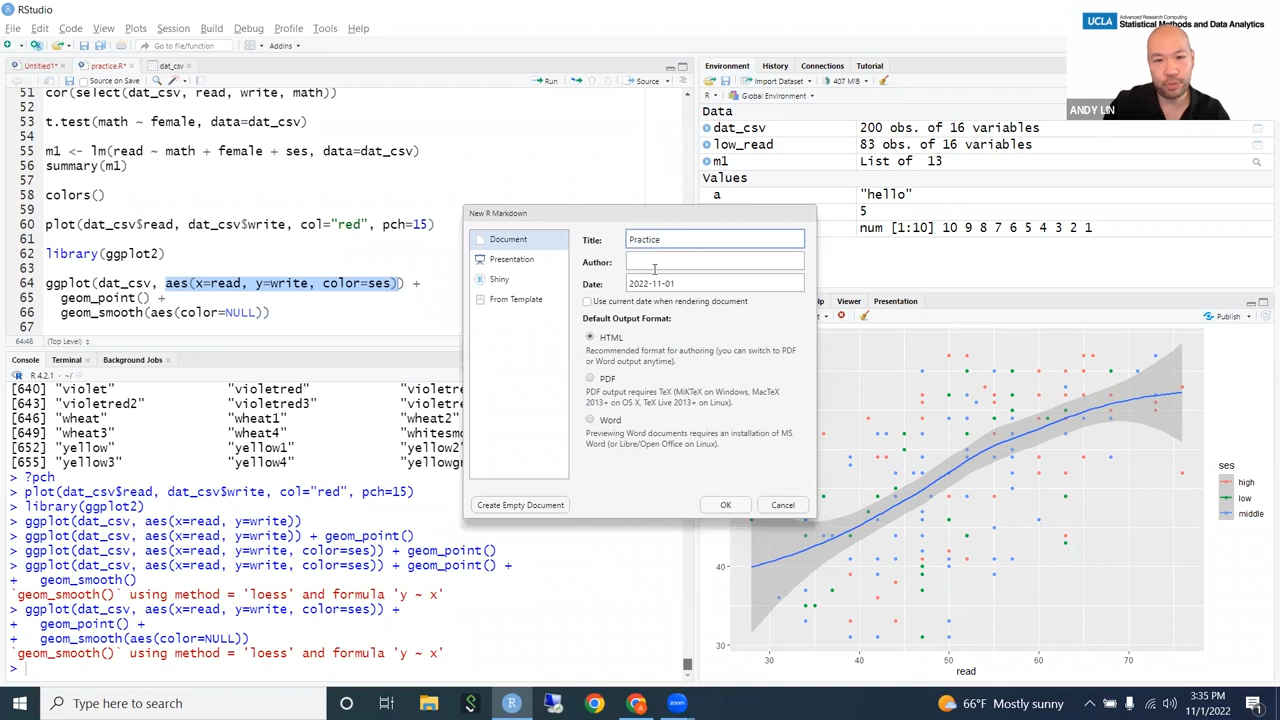 RStudio
File Edit Code View Plots Session Build Debug Profile Tools Help
Go to file/function
Addins
Untitled1*
practice.R*
dat_csv
Source on Save
Run
Source
51 cor(select(dat_csv, read, write, math))
52
53 t.test(math ~ female, data=dat_csv)
54
55 m1 <- lm(read ~ math + female + ses, data=dat_csv)
56 summary(m1)
57
58 colors()
59
60 plot(dat_csv$read, dat_csv$write, col="red", pch=15)
61
62 library(ggplot2)
63
64 ggplot(dat_csv, aes(x=read, y=write, color=ses)) +
65 geom_point() +
66 geom_smooth(aes(color=NULL))
67
64:48 (Top Level)
R Script
Console Terminal Background Jobs
R 4.2.1 · ~/
[640] "violet" "violetred"
[643] "violetred2" "violetred3"
[646] "wheat" "wheat1" "wheat2"
[649] "wheat3" "wheat4"
[652] "yellow" "yellow1"
[655] "yellow3" "yellow4"
> ?pch
> plot(dat_csv$read, dat_csv$write, col="red", pch=15)
> library(ggplot2)
> ggplot(dat_csv, aes(x=read, y=write))
> ggplot(dat_csv, aes(x=read, y=write)) + geom_point()
> ggplot(dat_csv, aes(x=read, y=write, color=ses)) + geom_point()
> ggplot(dat_csv, aes(x=read, y=write, color=ses)) + geom_point() +
+ geom_smooth()
`geom_smooth()` using method = 'loess' and formula 'y ~ x'
> ggplot(dat_csv, aes(x=read, y=write, color=ses)) +
+ geom_point() +
+ geom_smooth(aes(color=NULL))
`geom_smooth()` using method = 'loess' and formula 'y ~ x'
>
New R Markdown
Document
Presentation
Shiny
From Template
Title: Practice
Author:
Date: 2022-11-01
Use current date when rendering document
Default Output Format:
HTML
Recommended format for authoring (you can switch to PDF
or Word output anytime).
PDF
PDF output requires TeX (MiKTeX on Windows, MacTeX
2013+ on OS X, TeX Live 2013+ on Linux).
Word
Previewing Word documents requires an installation of MS
Word (or Libre/Open Office on Linux).
Create Empty Document
OK
Cancel
Environment History Connections Tutorial
Import Dataset
407 MiB
R
Global Environment
Data
dat_csv 200 obs. of 16 variables
low_read 83 obs. of 16 variables
m1 List of 13
Values
a "hello"
5
num [1:10] 10 9 8 7 6 5 4 3 2 1
Viewer Presentation
Publish
40
30
30 40 50 60 70
read
ses
high
low
middle
UCLA Advanced Research Computing
Statistical Methods and Data Analytics
ANDY LIN
Type here to search
66°F Mostly sunny
3:35 PM
11/1/2022